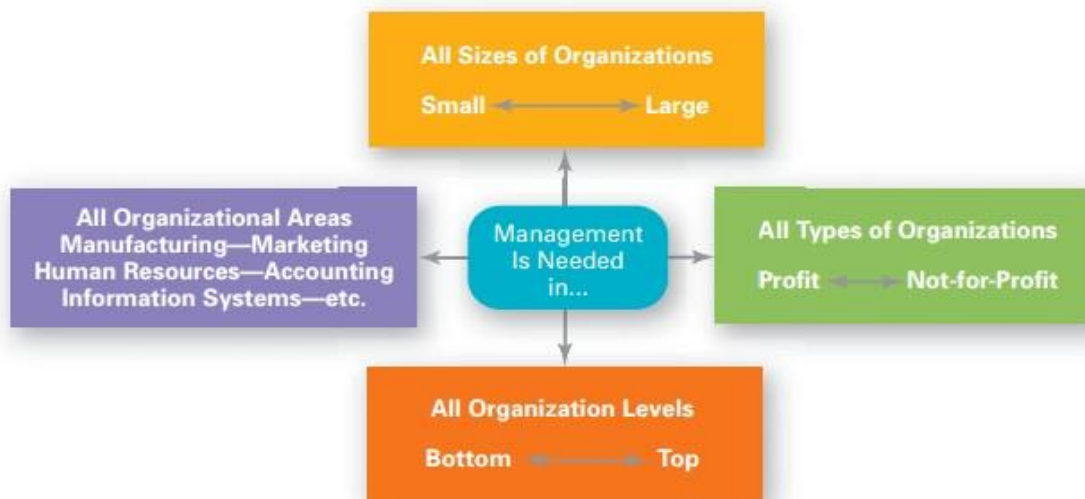 All Sizes of Organizations
Small Large
All Organizational Areas
Manufacturing—Marketing
Human Resources—Accounting
Information Systems—etc.
Management
Is Needed
in...
All Types of Organizations
Profit Not-for-Profit
All Organization Levels
Bottom Top